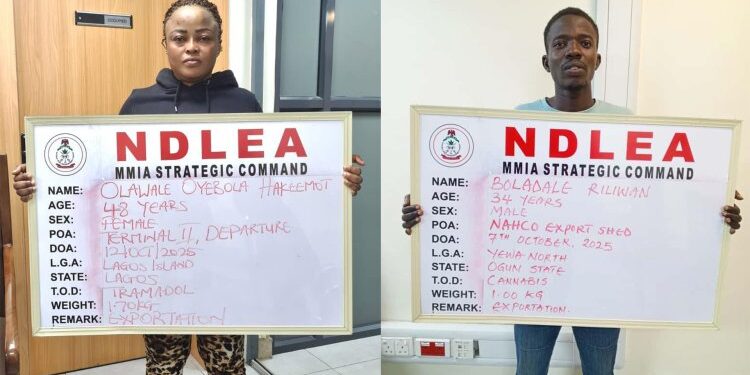 NDLEA
MMIA STRATEGIC COMMAND
NAME: OLAWALE OYEBOLA HAKEEMOT
AGE: 48 YEARS
SEX: FEMALE
POA: TERMINAL II, DEPARTURE
DOA: 12/OCT/2025
L.G.A: LAGOS ISLAND
STATE: LAGOS
T.O.D: TRAMADOL
WEIGHT: 1.70KG
REMARK: EXPORTATION
NDLEA
MMIA STRATEGIC COMMAND
NAME: BOLADALE RILIWAN
AGE: 34 YEARS
SEX: MALE
POA: NAHCO EXPORT SHED
DOA: 7TH OCTOBER, 2025
L.G.A: YEWA-NORTH
STATE: OGUN STATE
T.O.D: CANNABIS
WEIGHT: 1.00 KG
REMARK: EXPORTATION.